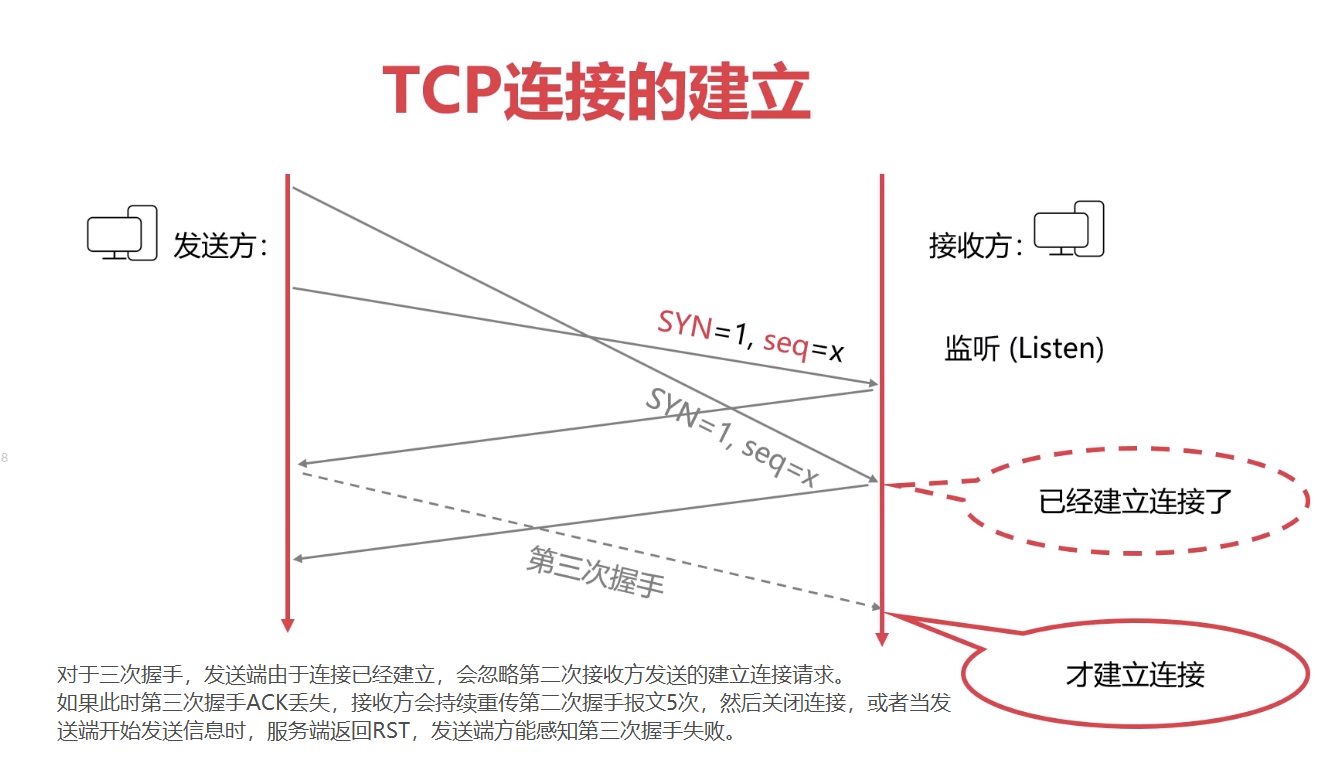 TCP连接的建立
发送方：
接收方：
SYN=1, seq=x
监听 (Listen)
SYN=1, seq=x
8
已经建立连接了
第三次握手
才建立连接
对于三次握手，发送端由于连接已经建立，会忽略第二次接收方发送的建立连接请求。
如果此时第三次握手ACK丢失，接收方会持续重传第二次握手报文5次，然后关闭连接，或者当发
送端开始发送信息时，服务端返回RST，发送端方能感知第三次握手失败。